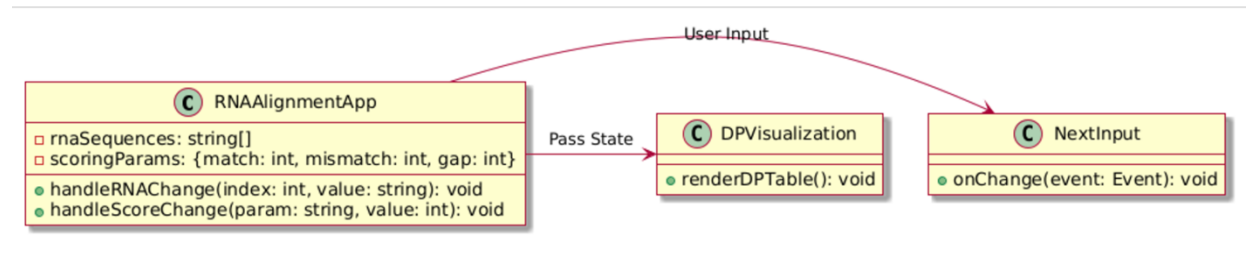 User Input
C RNAAlignmentApp
rnaSequences: string[]
scoringParams: {match: int, mismatch: int, gap: int}
handleRNAChange(index: int, value: string): void
handleScoreChange(param: string, value: int): void
Pass State
C DPVisualization
renderDPTable(): void
C NextInput
onChange(event: Event): void